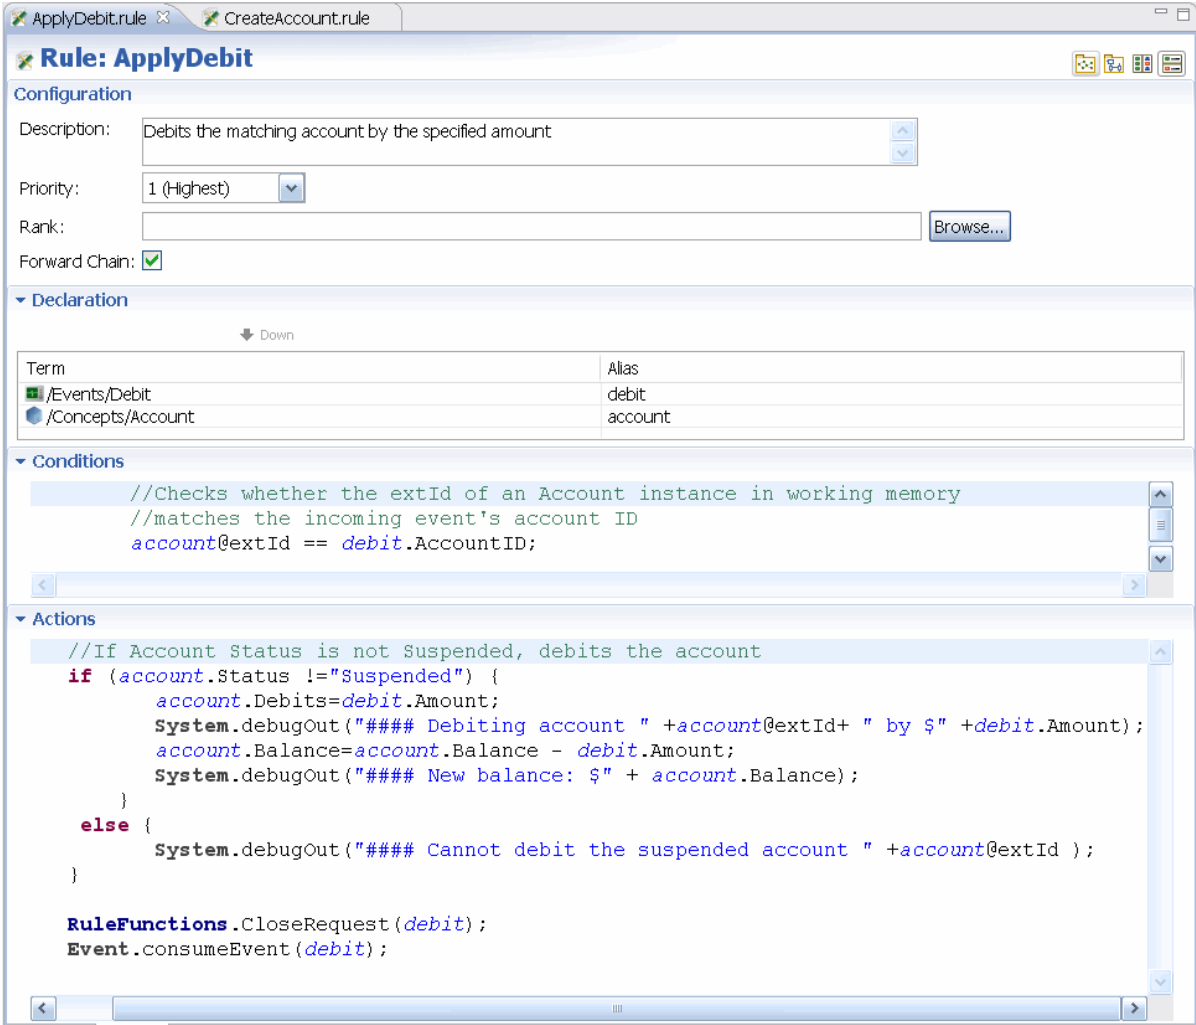 ApplyDebit.rule CreateAccount.rule
Rule: ApplyDebit
Configuration
Description: Debits the matching account by the specified amount
Priority: 1 (Highest)
Rank: Browse...
Forward Chain:
Declaration
Down
Term Alias
/Events/Debit debit
/Concepts/Account account
Conditions
//Checks whether the extId of an Account instance in working memory
//matches the incoming event's account ID
account@extId == debit.AccountID;
Actions
//If Account Status is not Suspended, debits the account
if (account.Status !="Suspended") {
account.Debits=debit.Amount;
System.debugOut("#### Debiting account " +account@extId+ " by $" +debit.Amount);
account.Balance=account.Balance - debit.Amount;
System.debugOut("#### New balance: $" + account.Balance);
}
else {
System.debugOut("#### Cannot debit the suspended account " +account@extId );
}
RuleFunctions.CloseRequest(debit);
Event.consumeEvent(debit);